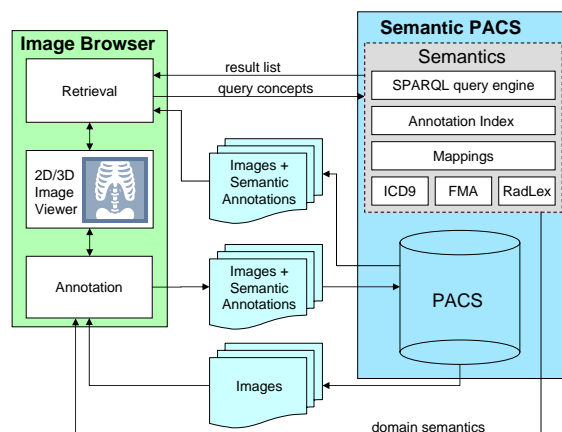 Image Browser
Semantic PACS
Semantics
result list
query concepts
Retrieval
SPARQL query engine
Annotation Index
Mappings
ICD9
FMA
RadLex
2D/3D
Image
Viewer
Images +
Semantic
Annotations
Annotation
Images +
Semantic
Annotations
PACS
Images
domain semantics